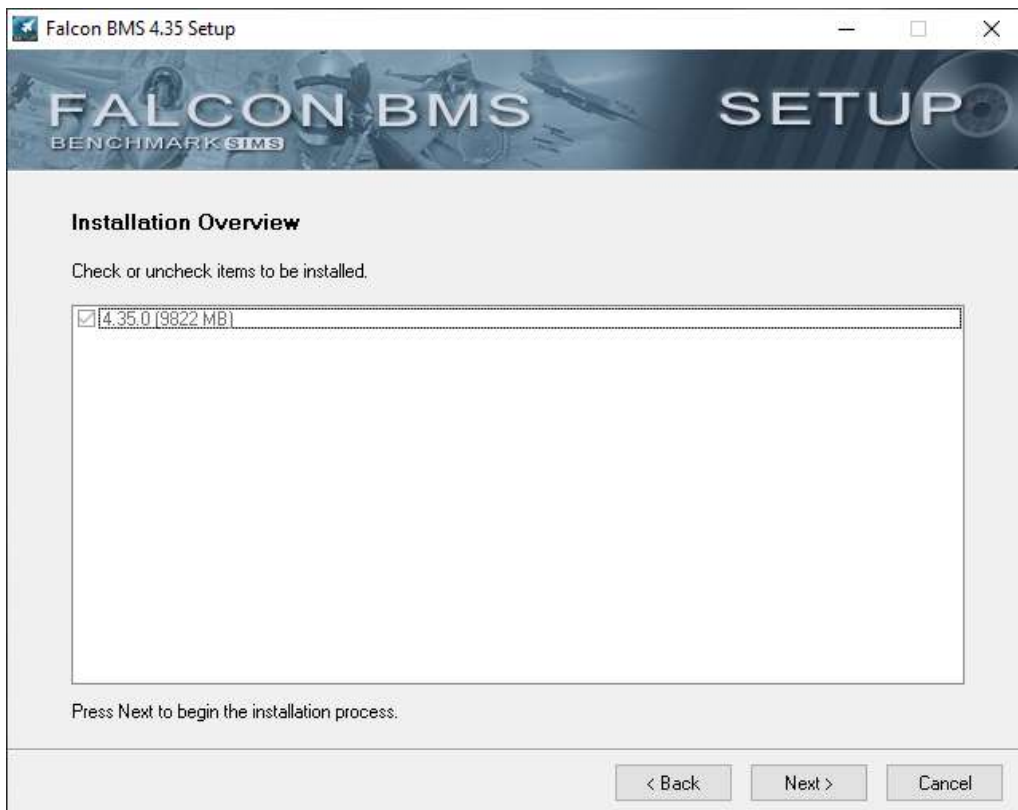 Falcon BMS 4.35 Setup
FALCON BMS
SETUP
BENCHMARK SIMS
Installation Overview
Check or uncheck items to be installed.
4.35.0 (9822 MB)
Press Next to begin the installation process.
< Back
Next >
Cancel